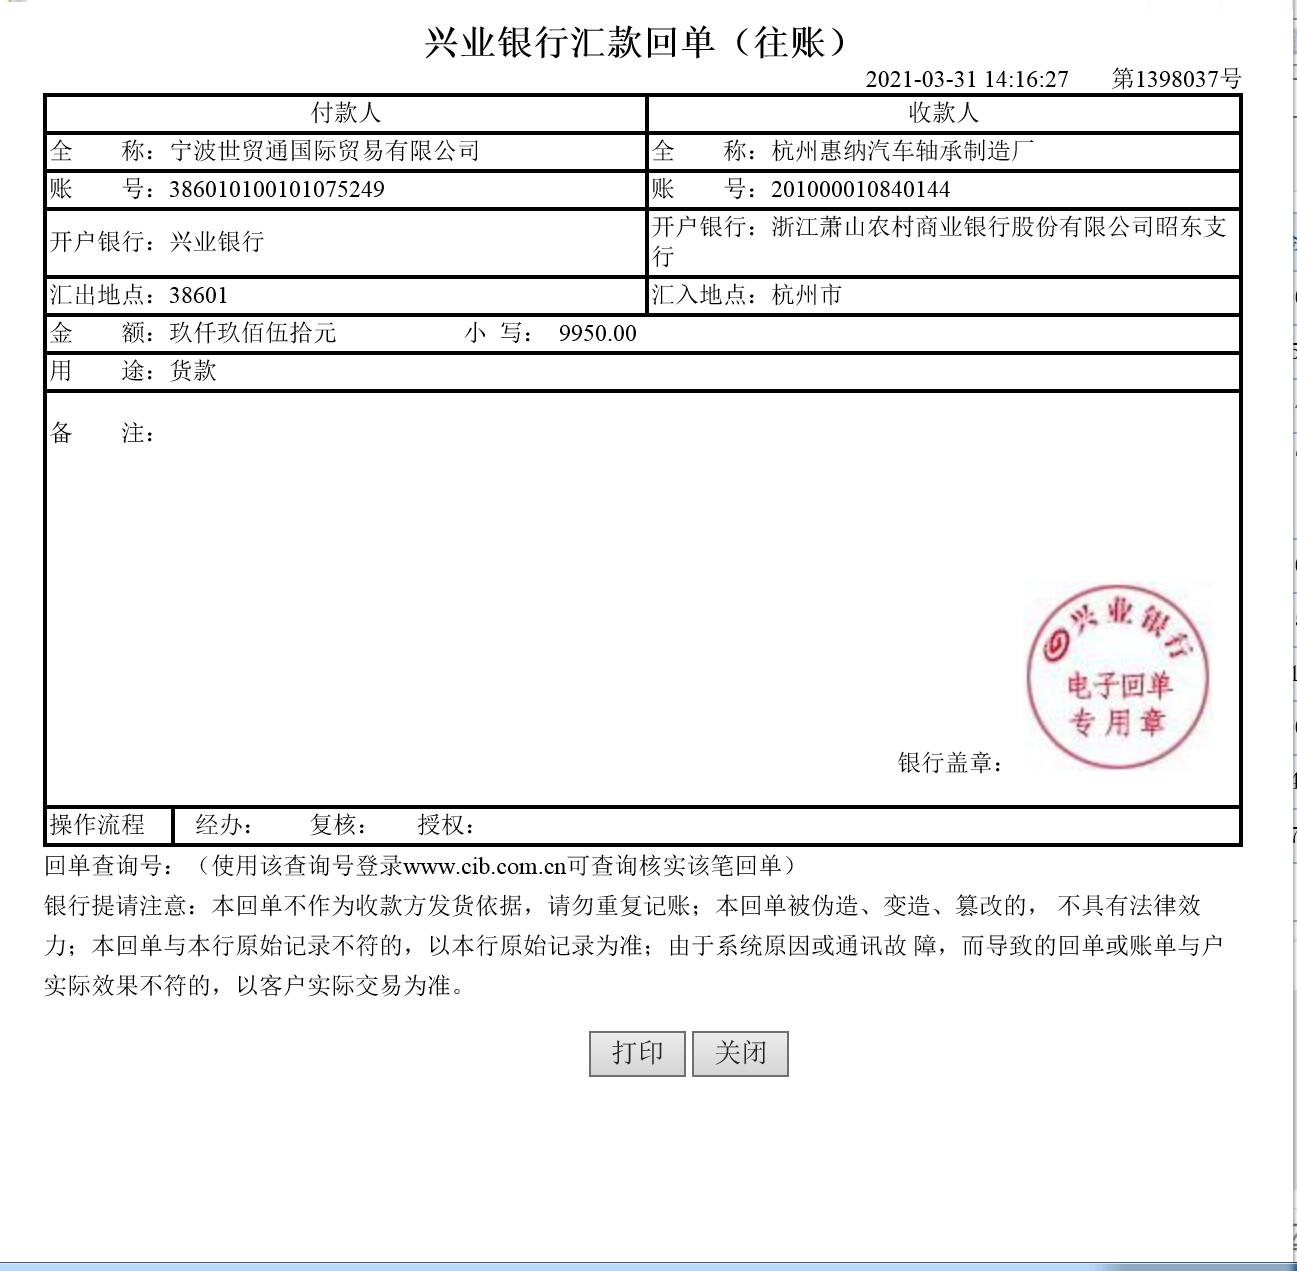 兴业银行汇款回单（往账）
2021-03-31 14:16:27 第1398037号
付款人 收款人
全 称：宁波世贸通国际贸易有限公司 全 称：杭州惠纳汽车轴承制造厂
账 号：386010100101075249 账 号：201000010840144
开户银行：兴业银行 开户银行：浙江萧山农村商业银行股份有限公司昭东支
行
汇出地点：38601 汇入地点：杭州市
金 额：玖仟玖佰伍拾元 小 写： 9950.00
用 途：货款
备 注：
兴业银行
电子回单
专用章
银行盖章：
操作流程 经办： 复核： 授权：
回单查询号：（使用该查询号登录www.cib.com.cn可查询核实该笔回单）
银行提请注意：本回单不作为收款方发货依据，请勿重复记账；本回单被伪造、变造、篡改的， 不具有法律效
力；本回单与本行原始记录不符的，以本行原始记录为准；由于系统原因或通讯故 障，而导致的回单或账单与户
实际效果不符的，以客户实际交易为准。
打印 关闭